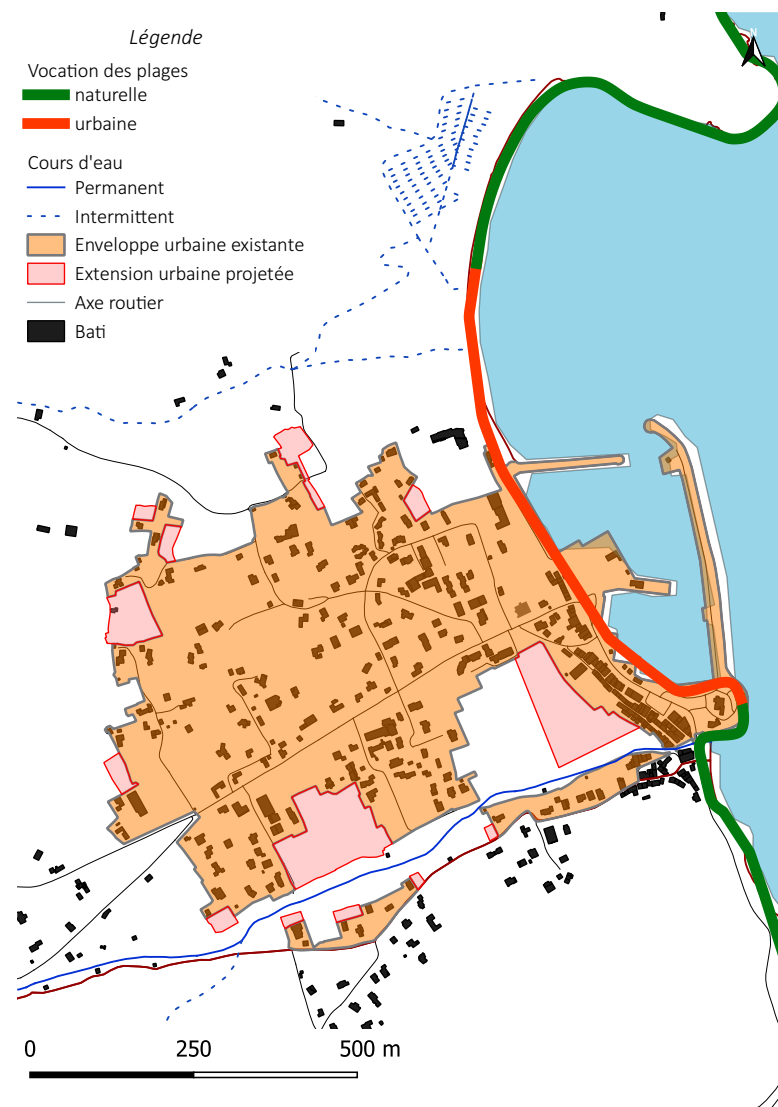 Légende
Vocation des plages
naturelle
urbaine
Cours d'eau
Permanent
Intermittent
Enveloppe urbaine existante
Extension urbaine projetée
Axe routier
Bati
N
0 250 500 m